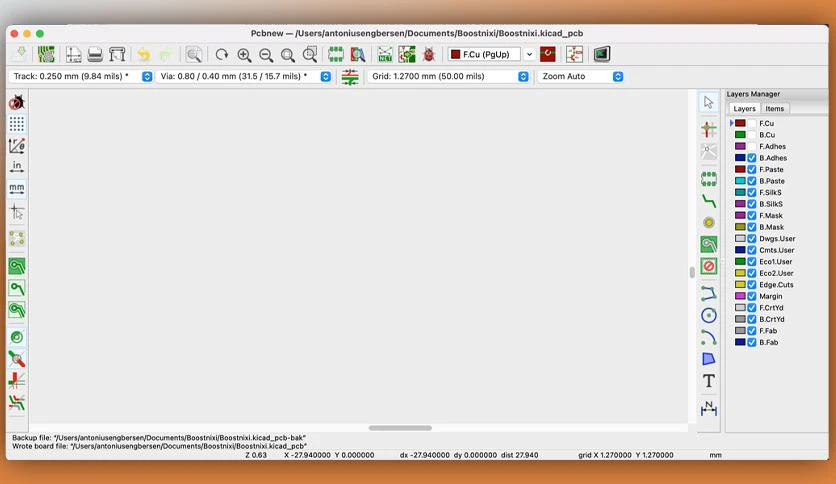 Pcbnew — /Users/antoniusengbersen/Documents/Boostnixi/Boostnixi.kicad_pcb
F.Cu (PgUp)
Track: 0.250 mm (9.84 mils) *
Via: 0.80 / 0.40 mm (31.5 / 15.7 mils) *
Grid: 1.2700 mm (50.00 mils)
Zoom Auto
NET
in
mm
T
N
Layers Manager
Layers Items
F.Cu
B.Cu
F.Adhes
B.Adhes
F.Paste
B.Paste
F.SilkS
B.SilkS
F.Mask
B.Mask
Dwgs.User
Cmts.User
Eco1.User
Eco2.User
Edge.Cuts
Margin
F.CrtYd
B.CrtYd
F.Fab
B.Fab
Backup file: "/Users/antoniusengbersen/Documents/Boostnixi/Boostnixi.kicad_pcb-bak"
Wrote board file: "/Users/antoniusengbersen/Documents/Boostnixi/Boostnixi.kicad_pcb"
Z 0.63 X -27.940000 Y 0.000000 dx -27.940000 dy 0.000000 dist 27.940 grid X 1.270000 Y 1.270000 mm